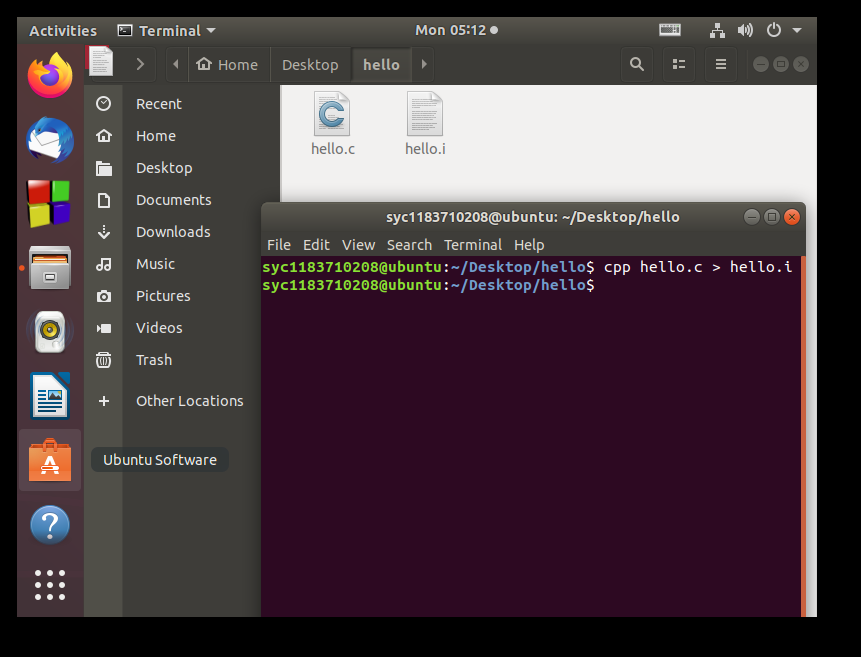 Activities Terminal Mon 05:12
Home Desktop hello
Recent
Home
Desktop
Documents
Downloads
Music
Pictures
Videos
Trash
Other Locations
Ubuntu Software
hello.c hello.i
syc1183710208@ubuntu: ~/Desktop/hello
File Edit View Search Terminal Help
syc1183710208@ubuntu:~/Desktop/hello$ cpp hello.c > hello.i
syc1183710208@ubuntu:~/Desktop/hello$